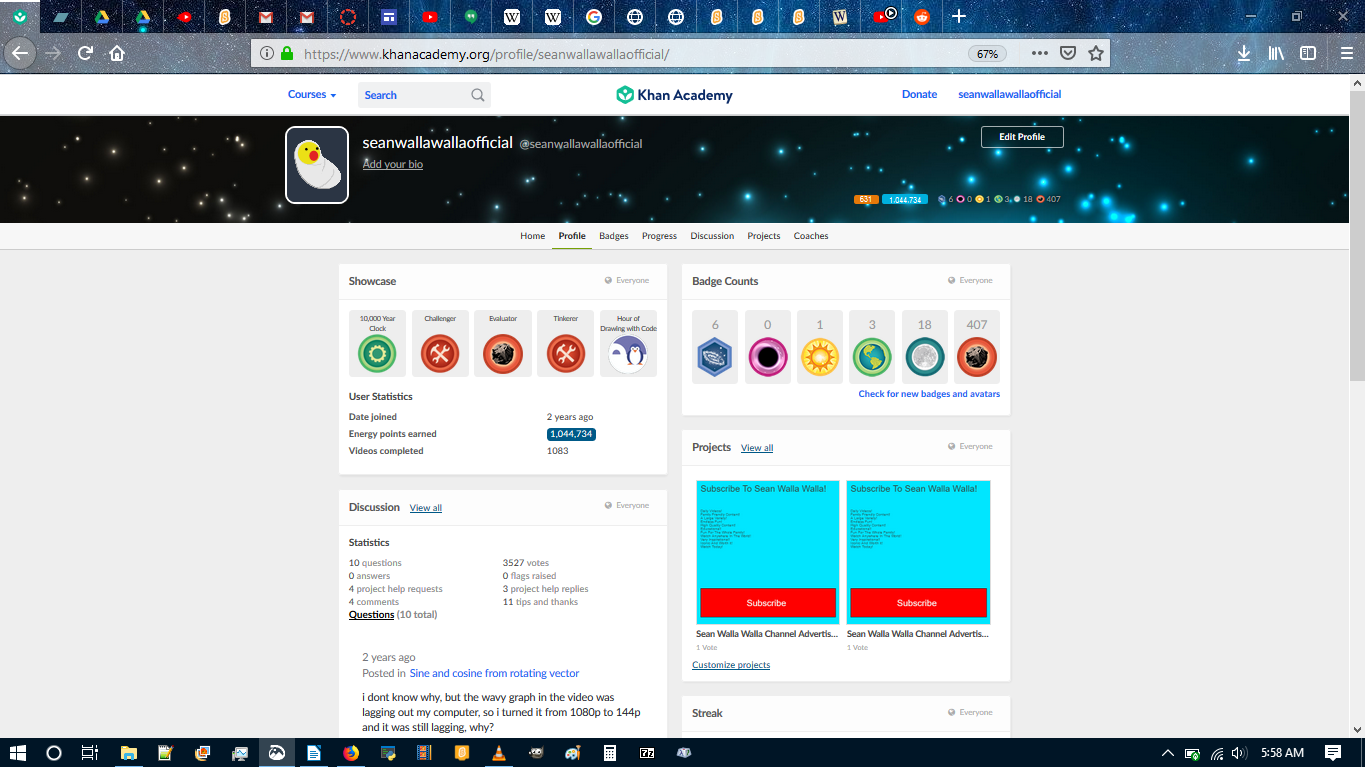 https://www.khanacademy.org/profile/seanwallawallaofficial/
67%
Courses
Search
Khan Academy
Donate
seanwallawallaofficial
seanwallawallaofficial @seanwallawallaofficial
Edit Profile
Add your bio
631 1,044,734 6 0 1 3 18 407
Home Profile Badges Progress Discussion Projects Coaches
Showcase Everyone
10,000 Year
Clock
Challenger
Evaluator
Tinkerer
Hour of
Drawing with Code
User Statistics
Date joined 2 years ago
Energy points earned 1,044,734
Videos completed 1083
Badge Counts Everyone
6 0 1 3 18 407
Check for new badges and avatars
Discussion View all Everyone
Statistics
10 questions 3527 votes
0 answers 0 flags raised
4 project help requests 3 project help replies
4 comments 11 tips and thanks
Questions (10 total)
2 years ago
Posted in Sine and cosine from rotating vector
i dont know why, but the wavy graph in the video was
lagging out my computer, so i turned it from 1080p to 144p
and it was still lagging, why?
Projects View all Everyone
Subscribe To Sean Walla Walla!
Subscribe
Subscribe To Sean Walla Walla!
Subscribe
Sean Walla Walla Channel Advertis...
1 Vote
Sean Walla Walla Channel Advertis...
1 Vote
Customize projects
Streak Everyone
5:58 AM